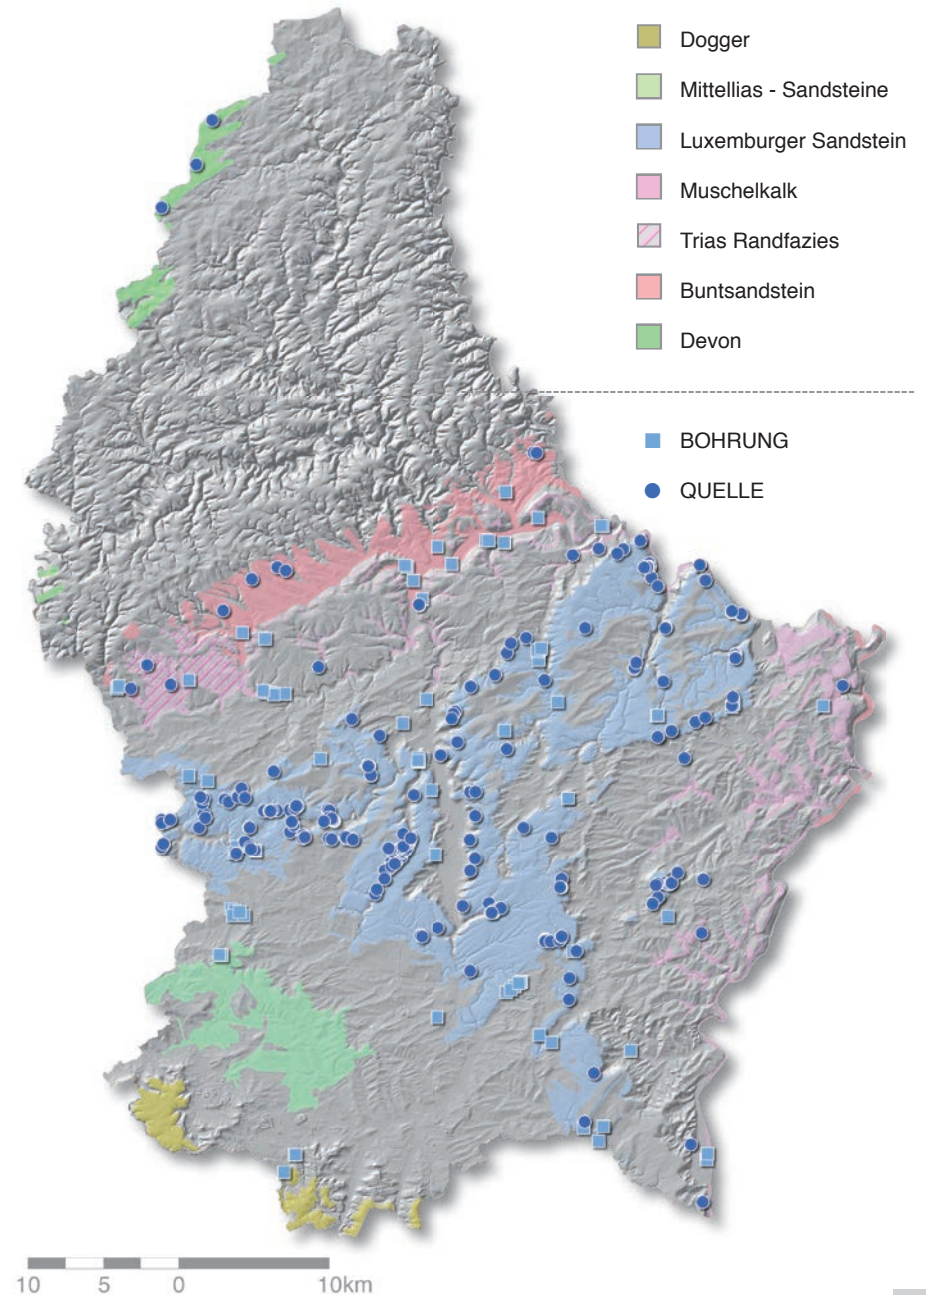 Dogger
Mittellias - Sandsteine
Luxemburger Sandstein
Muschelkalk
Trias Randfazies
Buntsandstein
Devon
BOHRUNG
QUELLE
10 5 0 10km